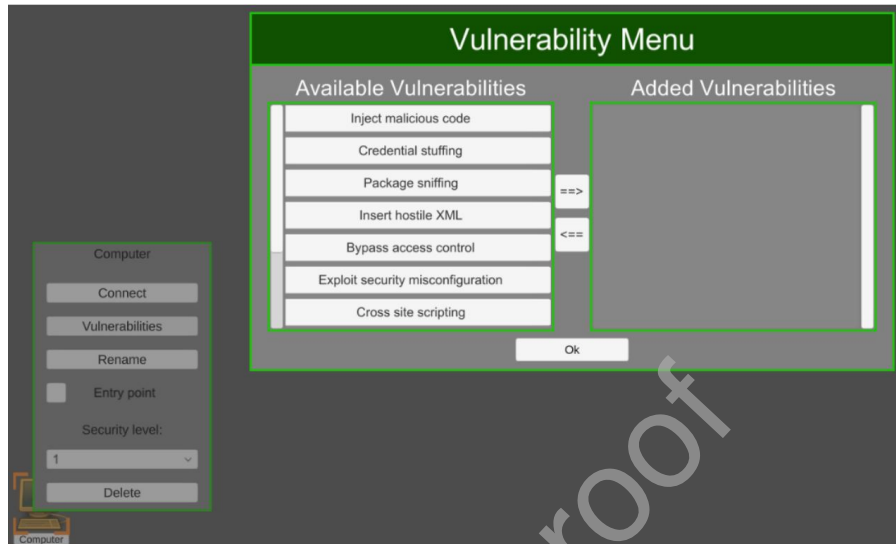 Vulnerability Menu
Available Vulnerabilities
Added Vulnerabilities
Inject malicious code
Credential stuffing
Package sniffing
==>
Insert hostile XML
<==
Bypass access control
Exploit security misconfiguration
Cross site scripting
Ok
Computer
Connect
Vulnerabilities
Rename
Entry point
Security level:
1
Delete
Computer
roof